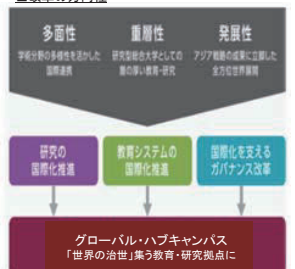 多面性
学術分野の多様性を活かした
国際連携
重層性
研究型総合大学としての
層の厚い教育・研究
発展性
アジア戦略の成果に立脚した
全方位世界展開
研究の
国際化推進
教育システムの
国際化推進
国際化を支える
ガバナンス改革
グローバル・ハブキャンパス
「世界の治世」集う教育・研究拠点に